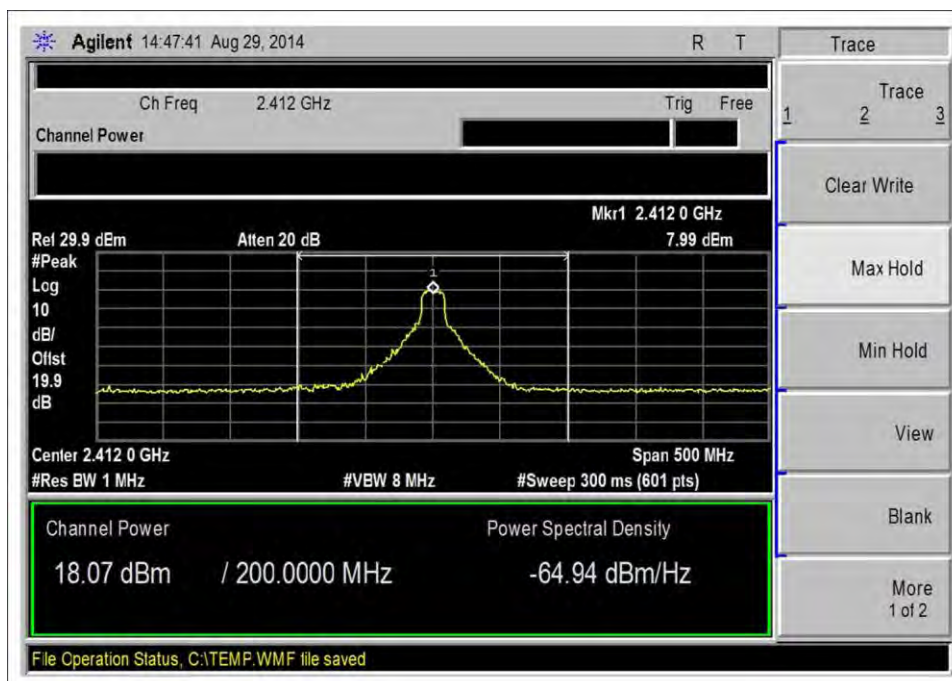 Agilent 14:47:41 Aug 29, 2014 R T
Trace
Ch Freq 2.412 GHz Trig Free
Channel Power
Mkr1 2.412 0 GHz
Ref 29.9 dBm Atten 20 dB 7.99 dBm
#Peak
Log
10
dB/
Offst
19.9
dB
1
Center 2.412 0 GHz Span 500 MHz
#Res BW 1 MHz #VBW 8 MHz #Sweep 300 ms (601 pts)
Channel Power Power Spectral Density
18.07 dBm / 200.0000 MHz -64.94 dBm/Hz
File Operation Status, C:\TEMP.WMF file saved
Trace
1 2 3
Clear Write
Max Hold
Min Hold
View
Blank
More
1 of 2